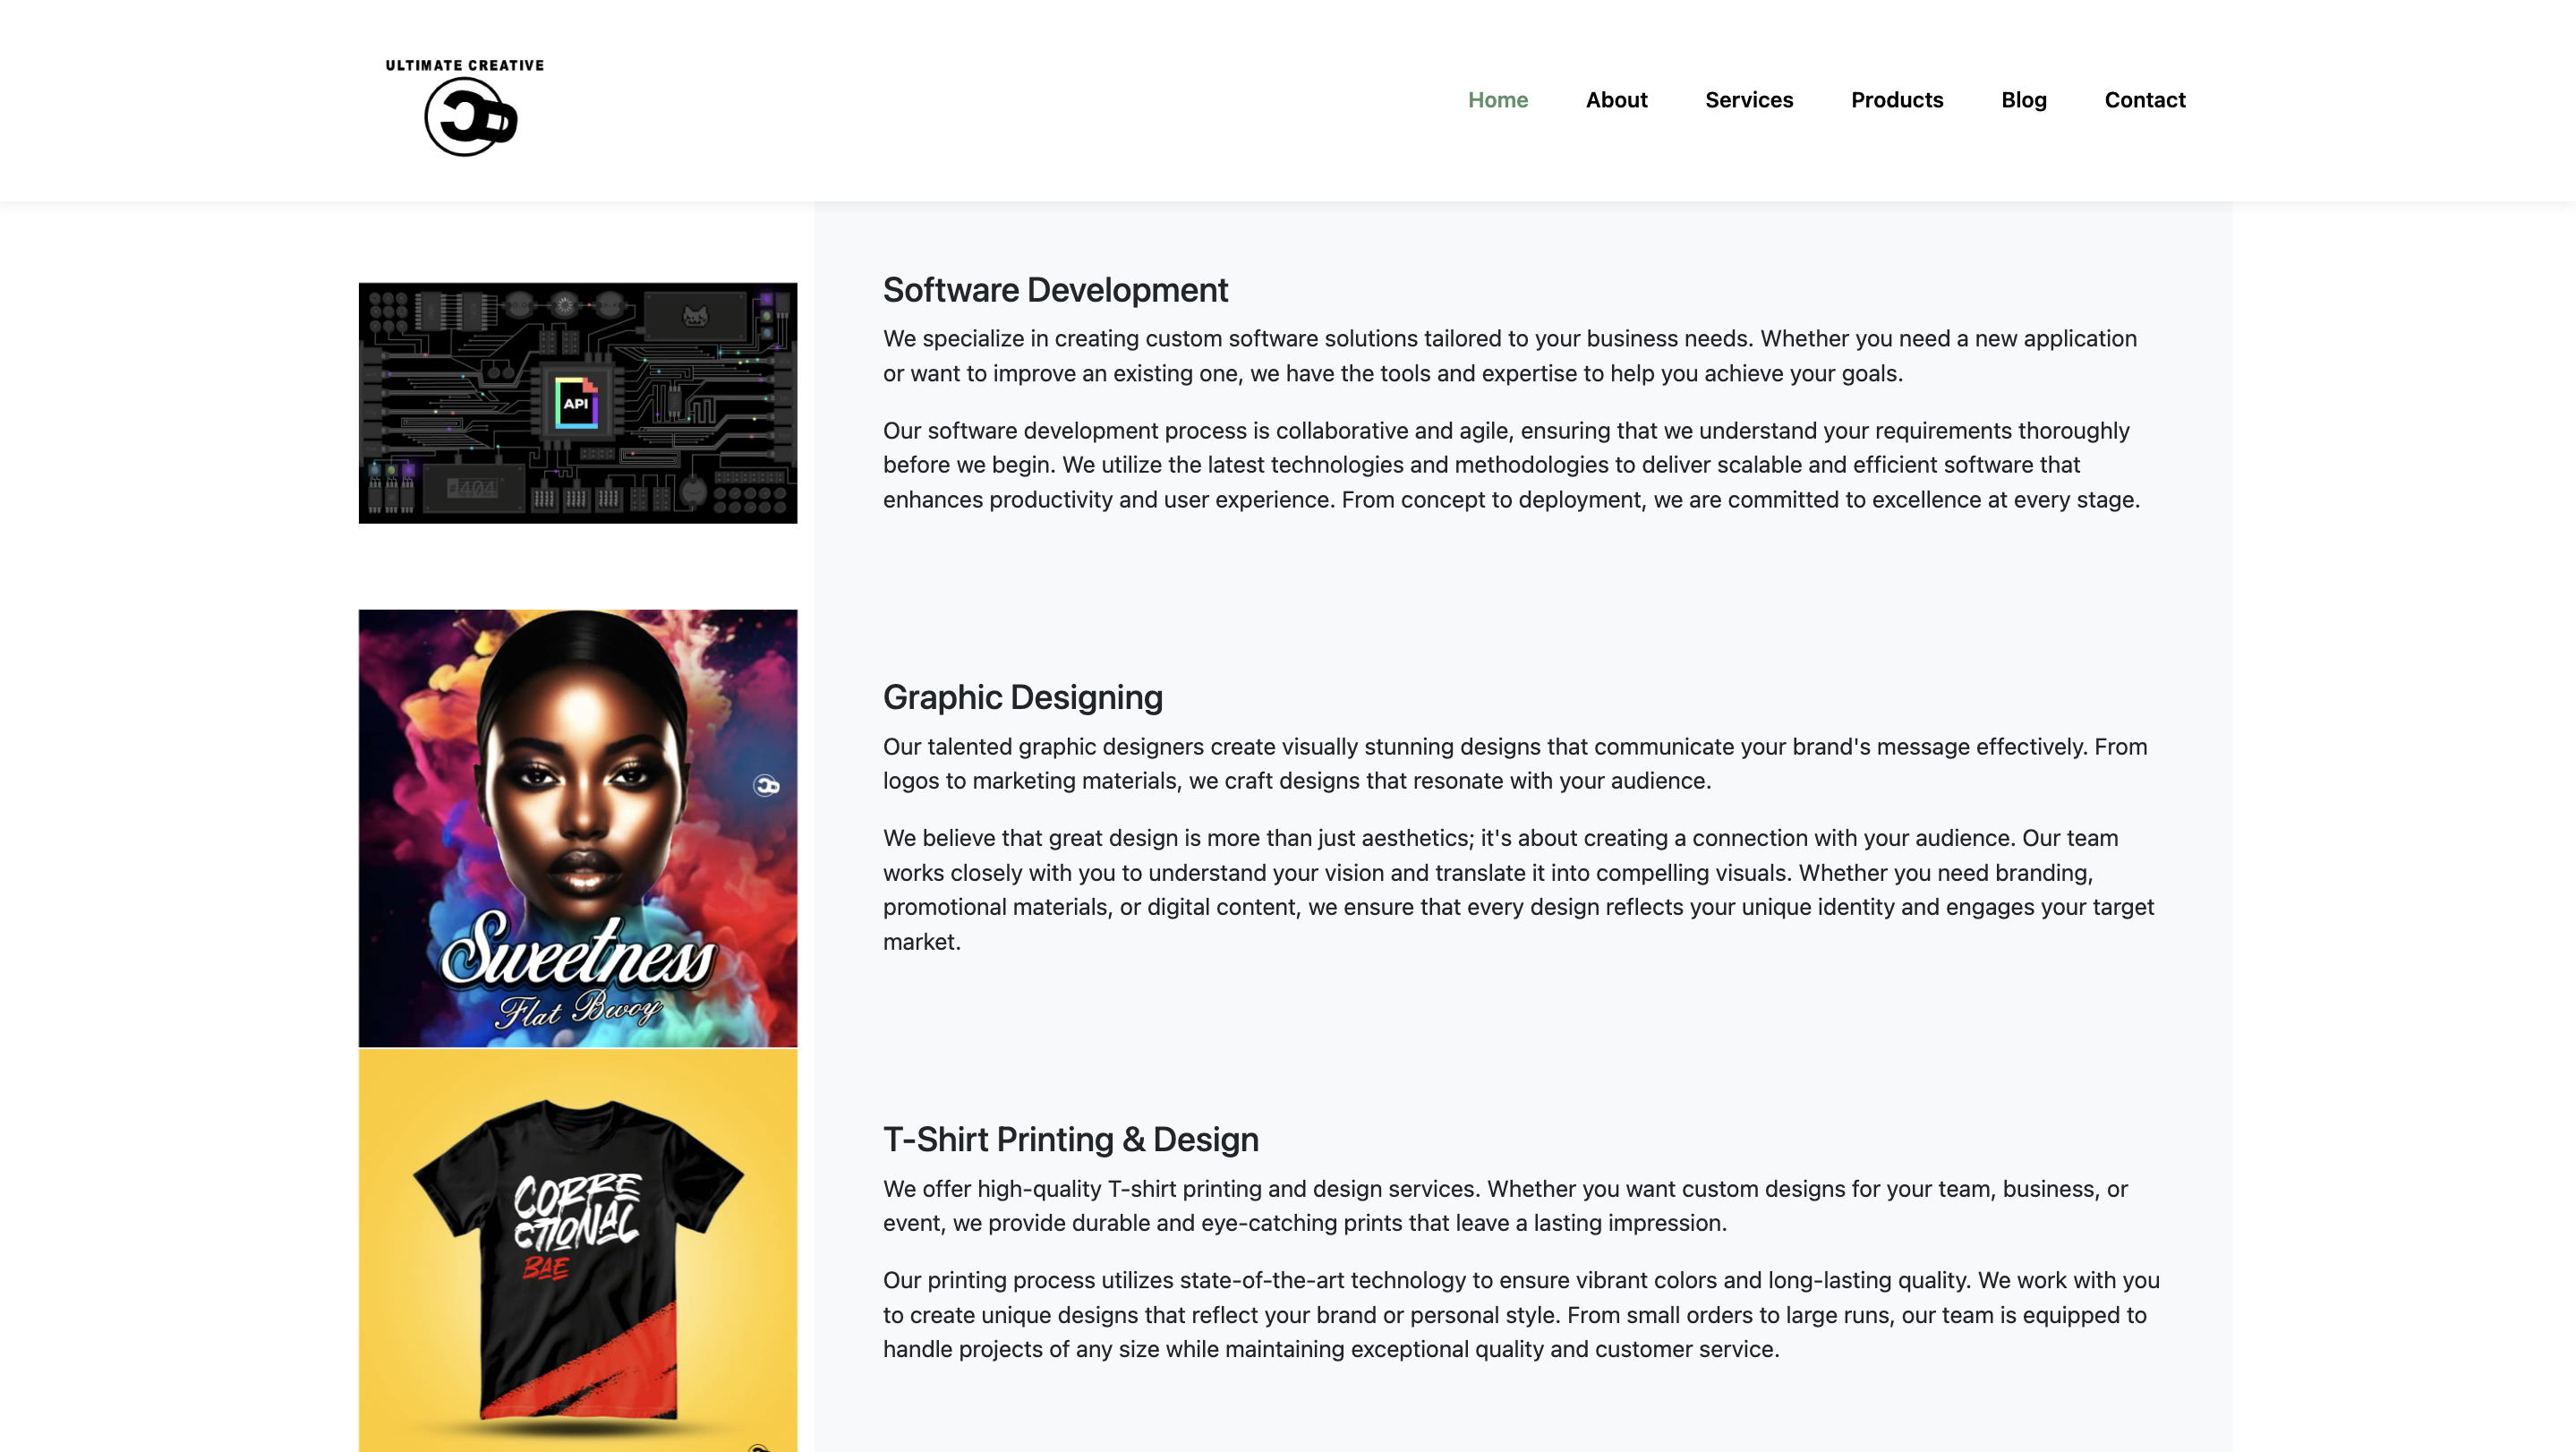 ULTIMATE CREATIVE
Home About Services Products Blog Contact
API
#404
Software Development
We specialize in creating custom software solutions tailored to your business needs. Whether you need a new application
or want to improve an existing one, we have the tools and expertise to help you achieve your goals.
Our software development process is collaborative and agile, ensuring that we understand your requirements thoroughly
before we begin. We utilize the latest technologies and methodologies to deliver scalable and efficient software that
enhances productivity and user experience. From concept to deployment, we are committed to excellence at every stage.
Sweetness
Flat Bwoy
Graphic Designing
Our talented graphic designers create visually stunning designs that communicate your brand's message effectively. From
logos to marketing materials, we craft designs that resonate with your audience.
We believe that great design is more than just aesthetics; it's about creating a connection with your audience. Our team
works closely with you to understand your vision and translate it into compelling visuals. Whether you need branding,
promotional materials, or digital content, we ensure that every design reflects your unique identity and engages your target
market.
CORRE
CTIONAL
BAE
T-Shirt Printing & Design
We offer high-quality T-shirt printing and design services. Whether you want custom designs for your team, business, or
event, we provide durable and eye-catching prints that leave a lasting impression.
Our printing process utilizes state-of-the-art technology to ensure vibrant colors and long-lasting quality. We work with you
to create unique designs that reflect your brand or personal style. From small orders to large runs, our team is equipped to
handle projects of any size while maintaining exceptional quality and customer service.